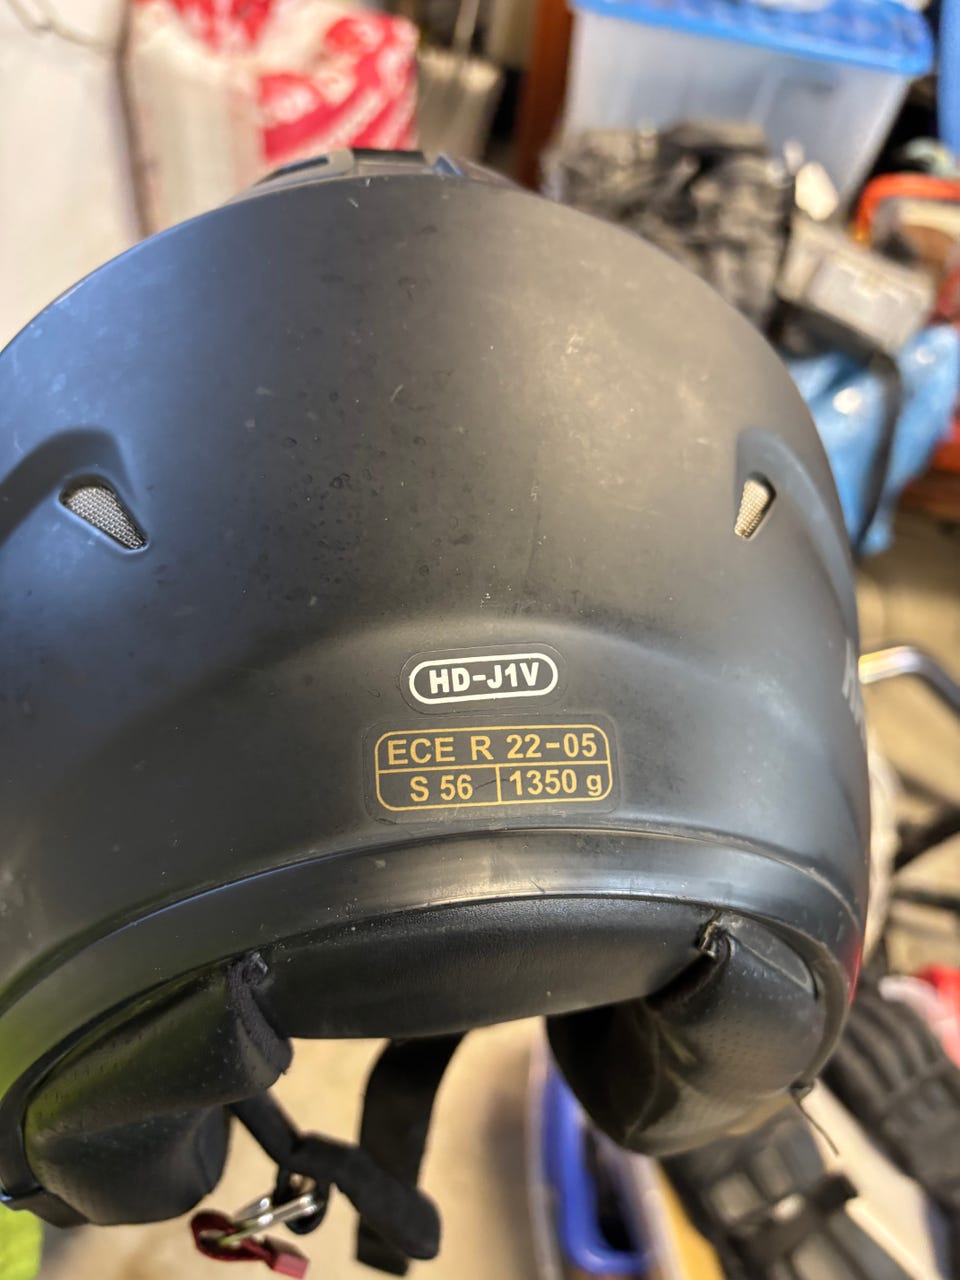 HD-J1V
ECE R 22-05
S 56 1350 g